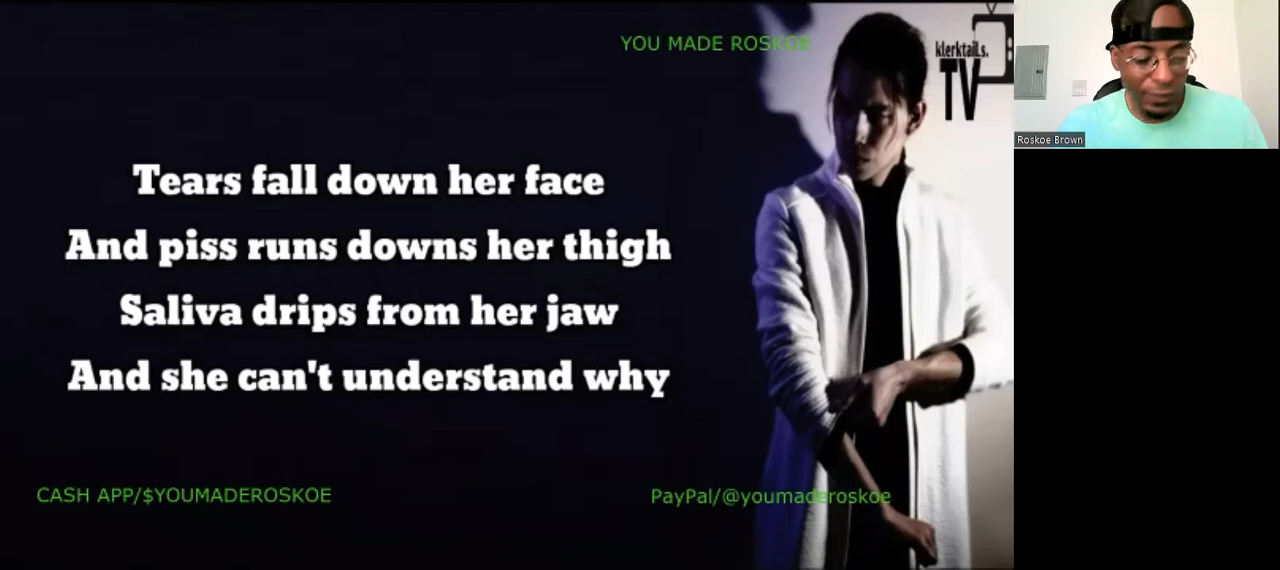 YOU MADE ROSKOE
klerktails.
TV
Roskoe Brown
Tears fall down her face
And piss runs downs her thigh
Saliva drips from her jaw
And she can't understand why
CASH APP/$YOUMADEROSKOE
PayPal/@youmaderoskoe